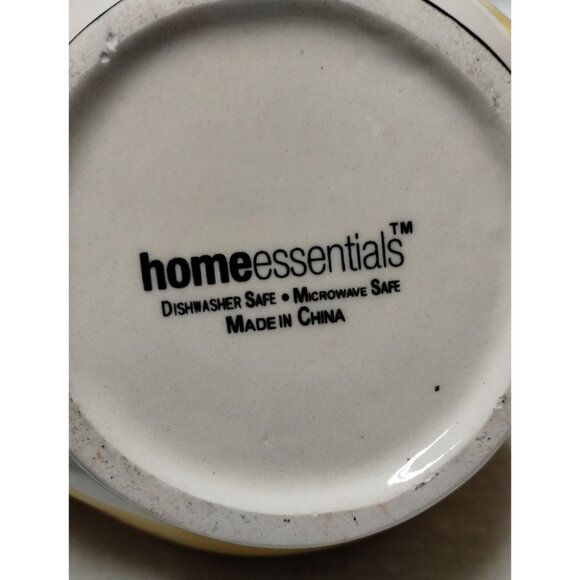 homeessentials™
DISHWASHER SAFE • MICROWAVE SAFE
MADE IN CHINA